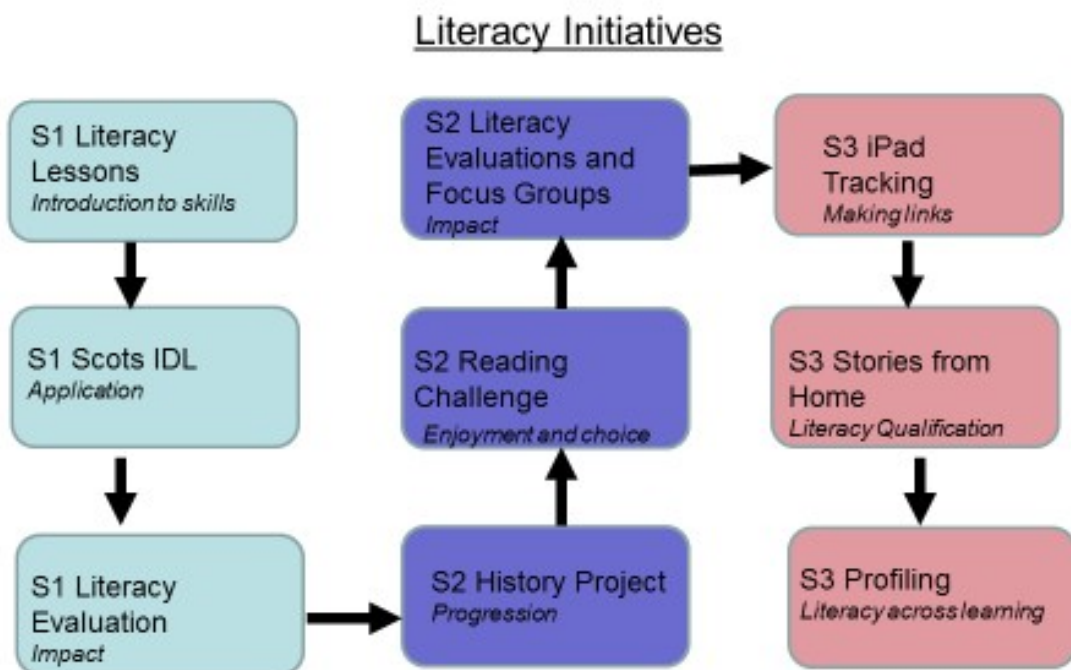 Literacy Initiatives
S1 Literacy
Lessons
Introduction to skills
S1 Scots IDL
Application
S1 Literacy
Evaluation
Impact
S2 History Project
Progression
S2 Reading
Challenge
Enjoyment and choice
S2 Literacy
Evaluations and
Focus Groups
Impact
S3 iPad
Tracking
Making links
S3 Stories from
Home
Literacy Qualification
S3 Profiling
Literacy across learning